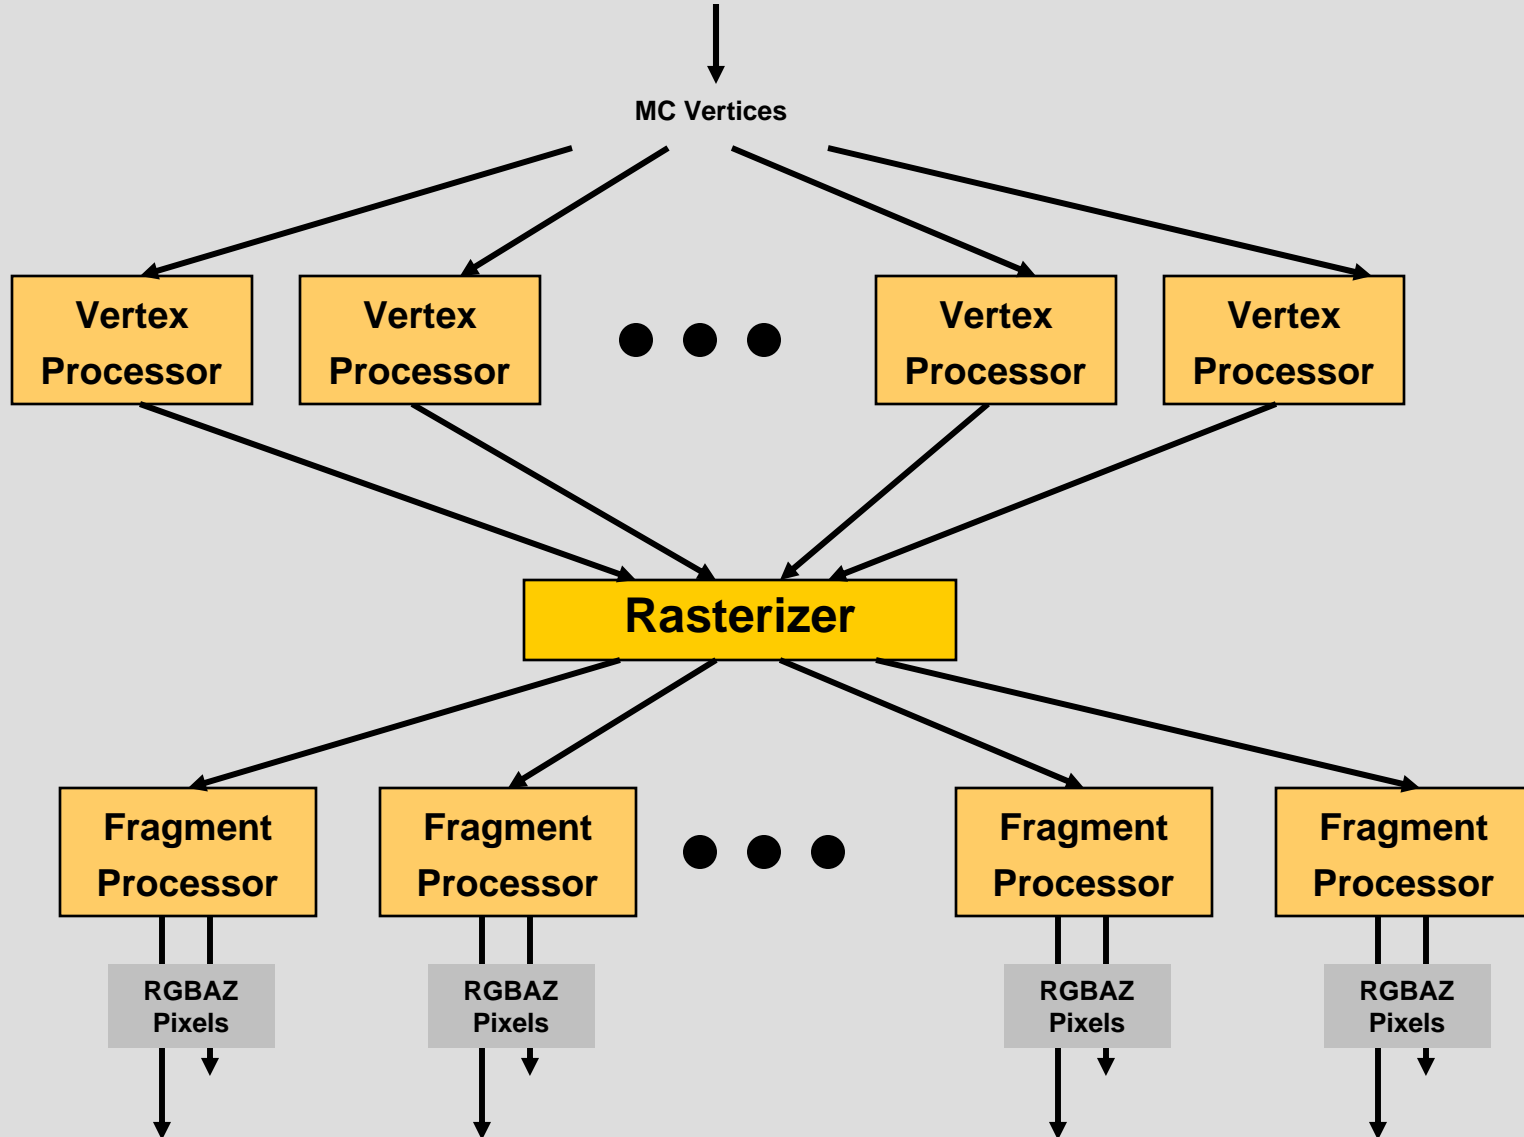 MC Vertices
Vertex
Processor
Vertex
Processor
Vertex
Processor
Vertex
Processor
Rasterizer
Fragment
Processor
Fragment
Processor
Fragment
Processor
Fragment
Processor
RGBAZ
Pixels
RGBAZ
Pixels
RGBAZ
Pixels
RGBAZ
Pixels